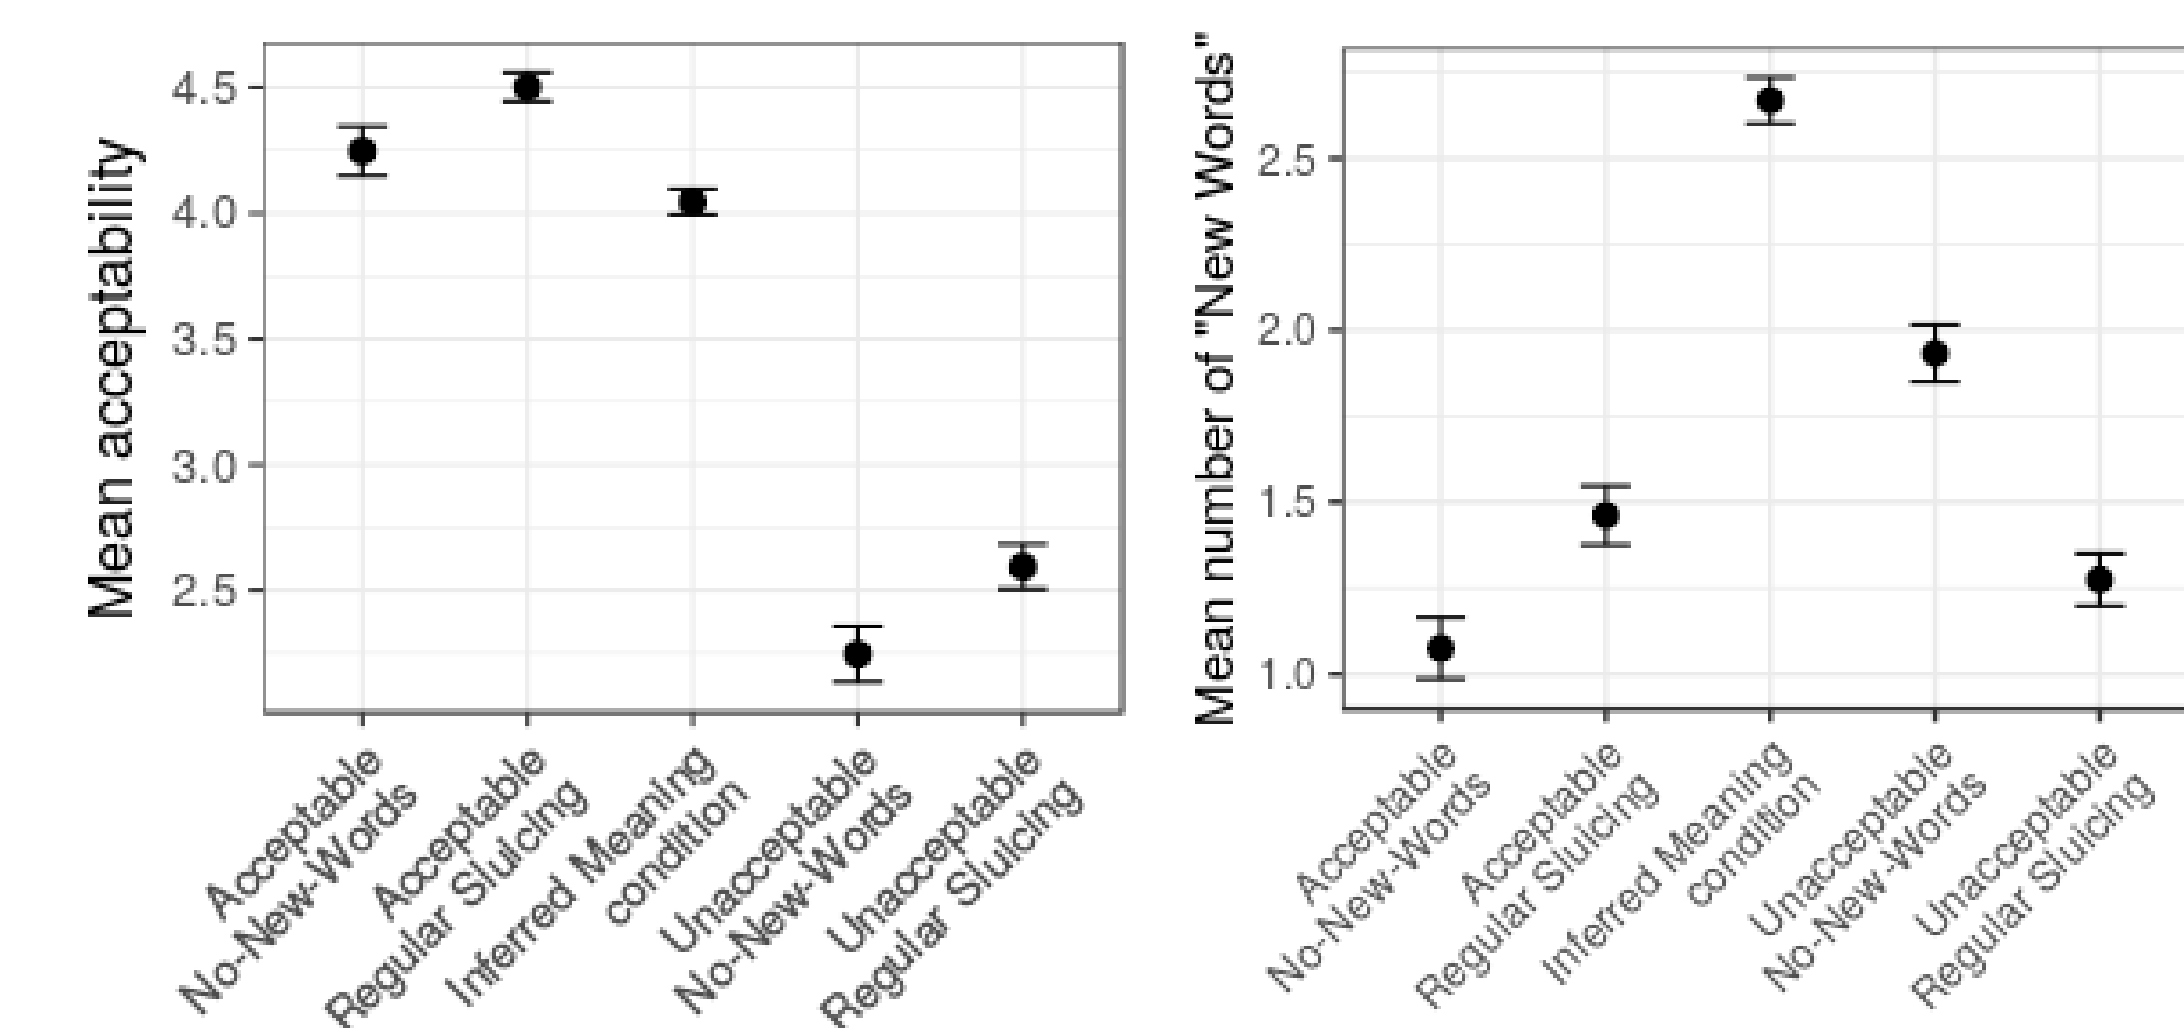 Mean acceptability
4.5
4.0
3.5
3.0
2.5
Acceptable
No-New-Words
Acceptable
Regular Sluicing
Inferred Meaning
condition
Unacceptable
No-New-Words
Unacceptable
Regular Sluicing
Mean number of "New Words"
2.5
2.0
1.5
1.0
Acceptable
No-New-Words
Acceptable
Regular Sluicing
Inferred Meaning
condition
Unacceptable
No-New-Words
Unacceptable
Regular Sluicing